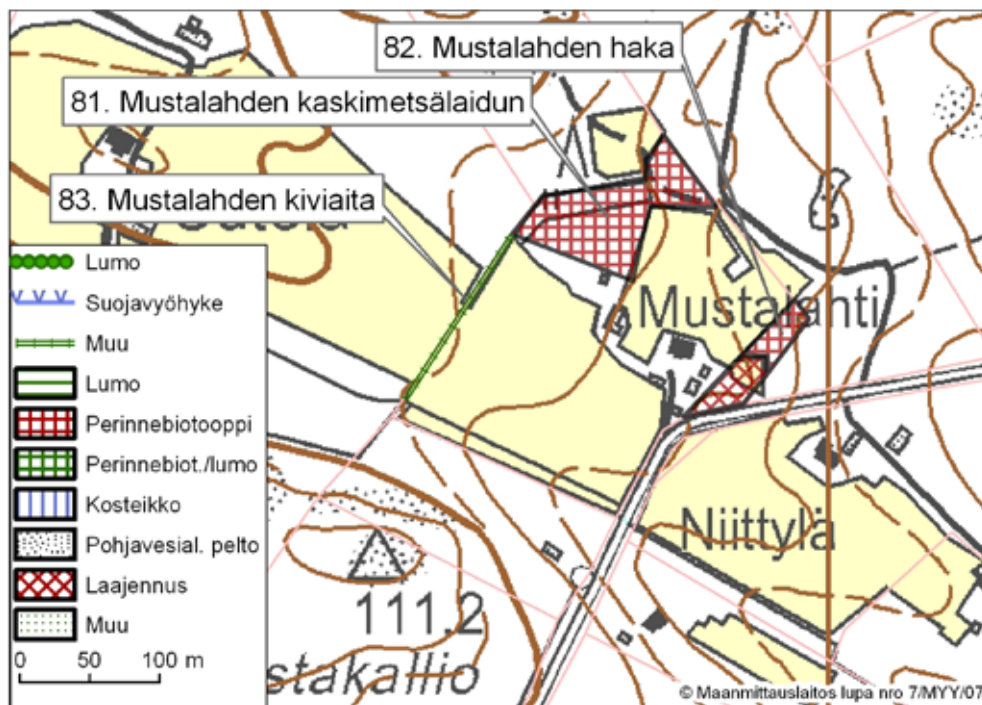 82. Mustalahden haka
81. Mustalahden kaskimetsälaidun
83. Mustalahden kiviaita
Mustalahti
Niittylä
111.2
stakallio
Lumo
Suojavyöhyke
Muu
Lumo
Perinnebiotooppi
Perinnebiot./lumo
Kosteikko
Pohjavesial. pelto
Laajennus
Muu
0 50 100 m
© Maanmittauslaitos lupa nro 7/MYY/07